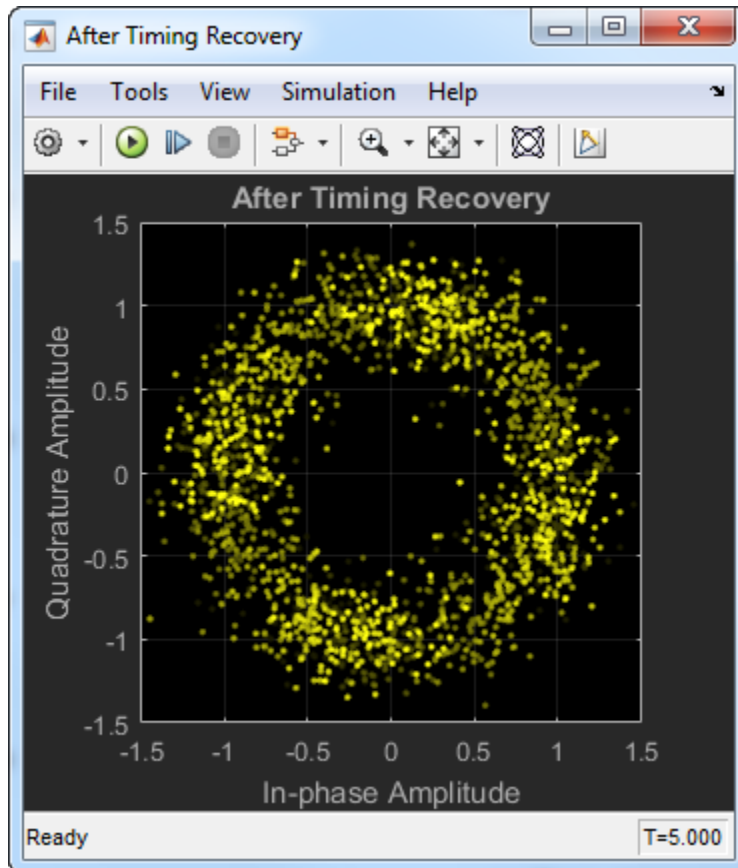 After Timing Recovery
File Tools View Simulation Help
After Timing Recovery
1.5
1
0.5
0
-0.5
-1
-1.5
Quadrature Amplitude
-1.5 -1 -0.5 0 0.5 1 1.5
In-phase Amplitude
Ready T=5.000